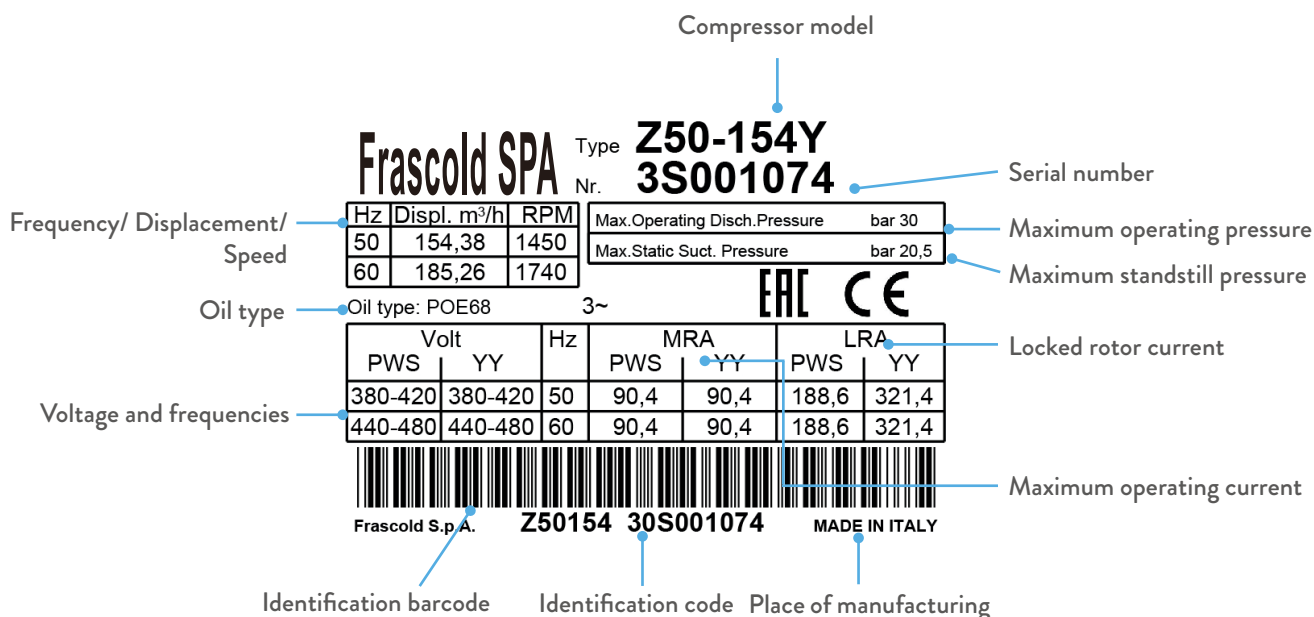 Compressor model
Frascold SPA
Type Z50-154Y
Nr. 3S001074
Serial number
Frequency/ Displacement/
Speed
Hz Displ. m³/h RPM
50 154,38 1450
60 185,26 1740
Max.Operating Disch.Pressure bar 30
Max.Static Suct. Pressure bar 20,5
Maximum operating pressure
Maximum standstill pressure
EAC CE
Oil type
Oil type: POE68 3~
Volt Hz MRA LRA
PWS YY PWS YY PWS YY
380-420 380-420 50 90,4 90,4 188,6 321,4
440-480 440-480 60 90,4 90,4 188,6 321,4
Locked rotor current
Voltage and frequencies
Maximum operating current
Frascold S.p.A. Z50154 30S001074 MADE IN ITALY
Identification barcode Identification code Place of manufacturing